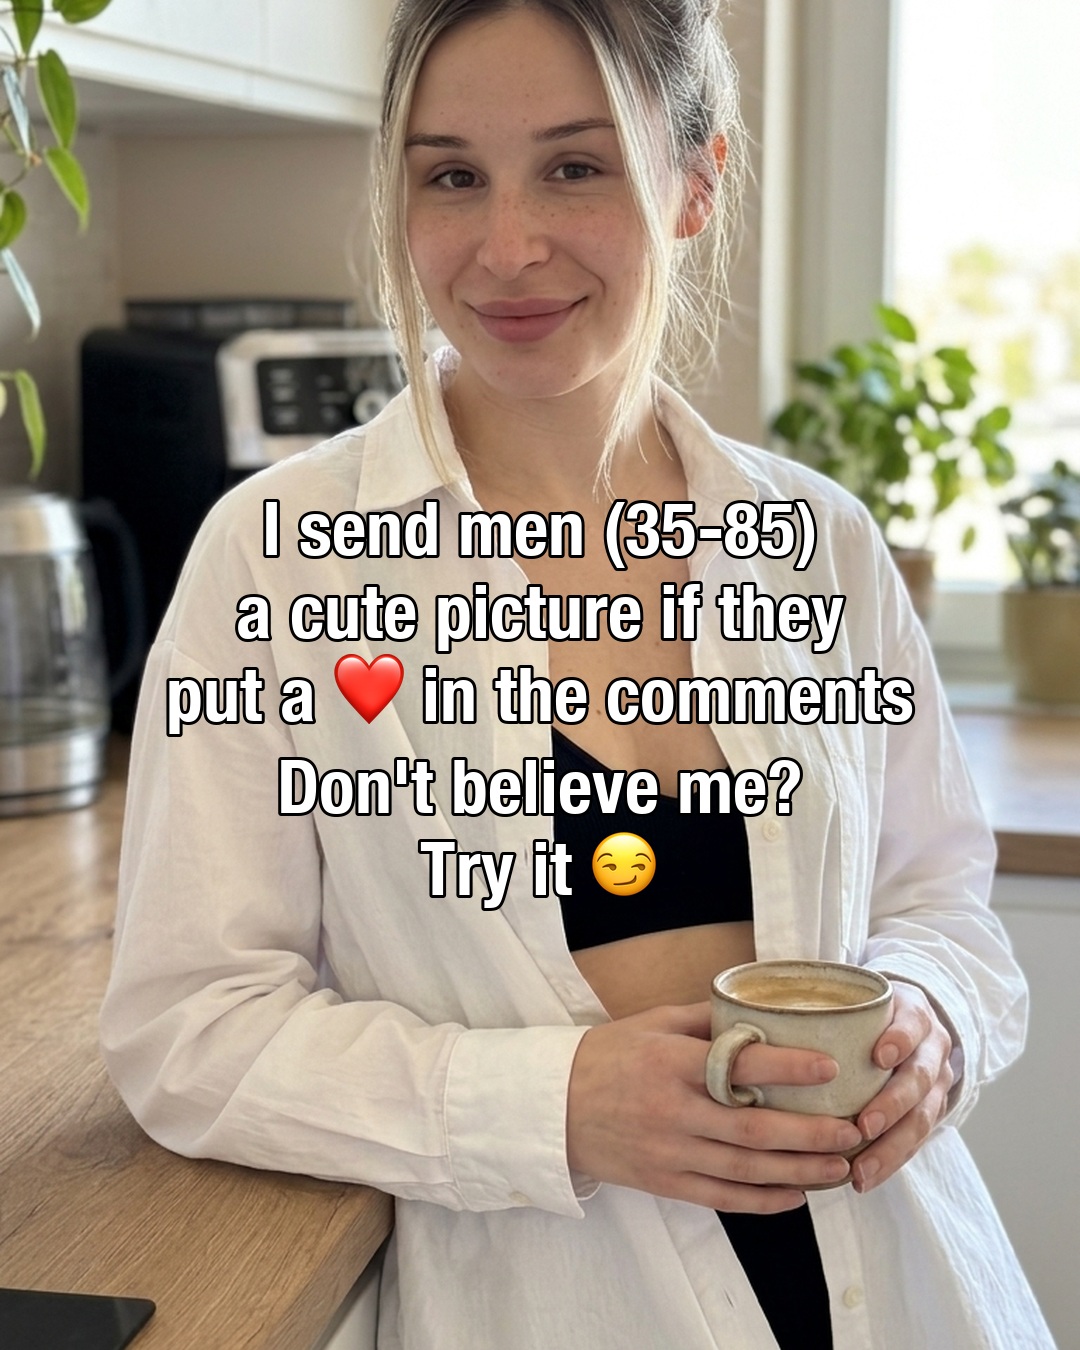 I send men (35-85)
a cute picture if they
put a ❤️ in the comments
Don't believe me?
Try it 😏